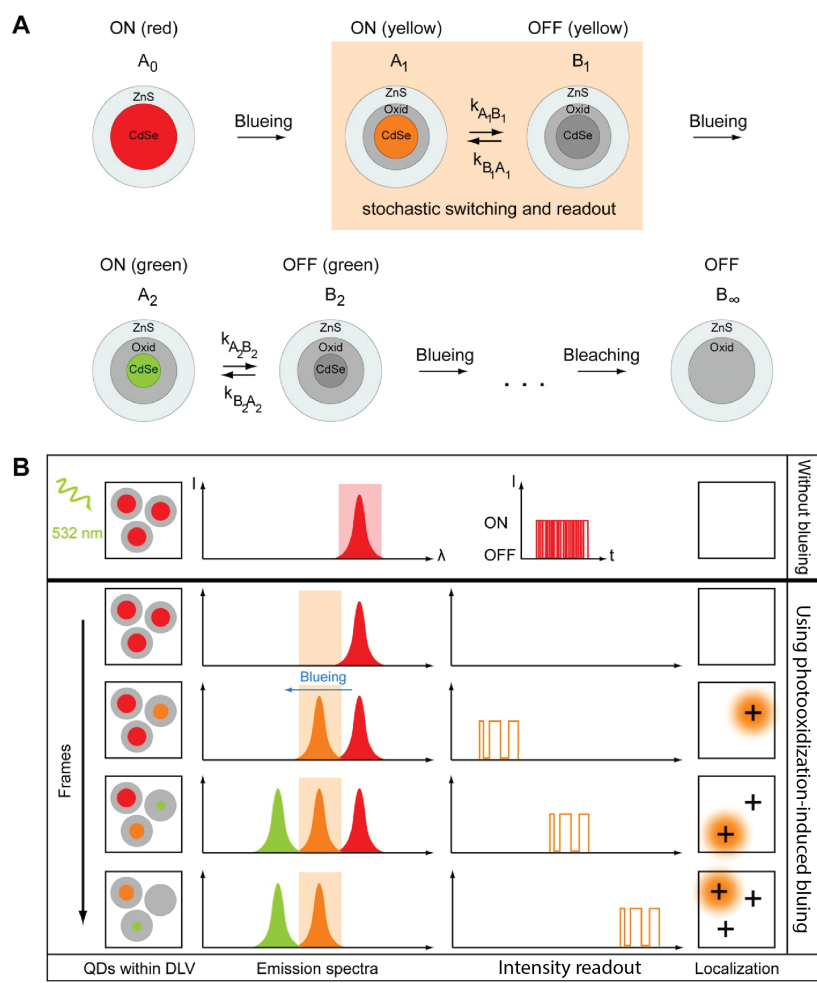 A
ON (red)
ON (yellow)
OFF (yellow)
A0
A1
B1
ZnS
CdSe
Blueing
ZnS
Oxid
CdSe
kA1B1
kB1A1
ZnS
Oxid
CdSe
Blueing
stochastic switching and readout
ON (green)
OFF (green)
OFF
A2
B2
B∞
ZnS
Oxid
CdSe
kA2B2
kB2A2
ZnS
Oxid
CdSe
Blueing
. . .
Bleaching
ZnS
Oxid
B
532 nm
I
λ
I
ON
OFF
t
Without blueing
Frames
Blueing
Using photooxidization-induced bluing
QDs within DLV
Emission spectra
Intensity readout
Localization